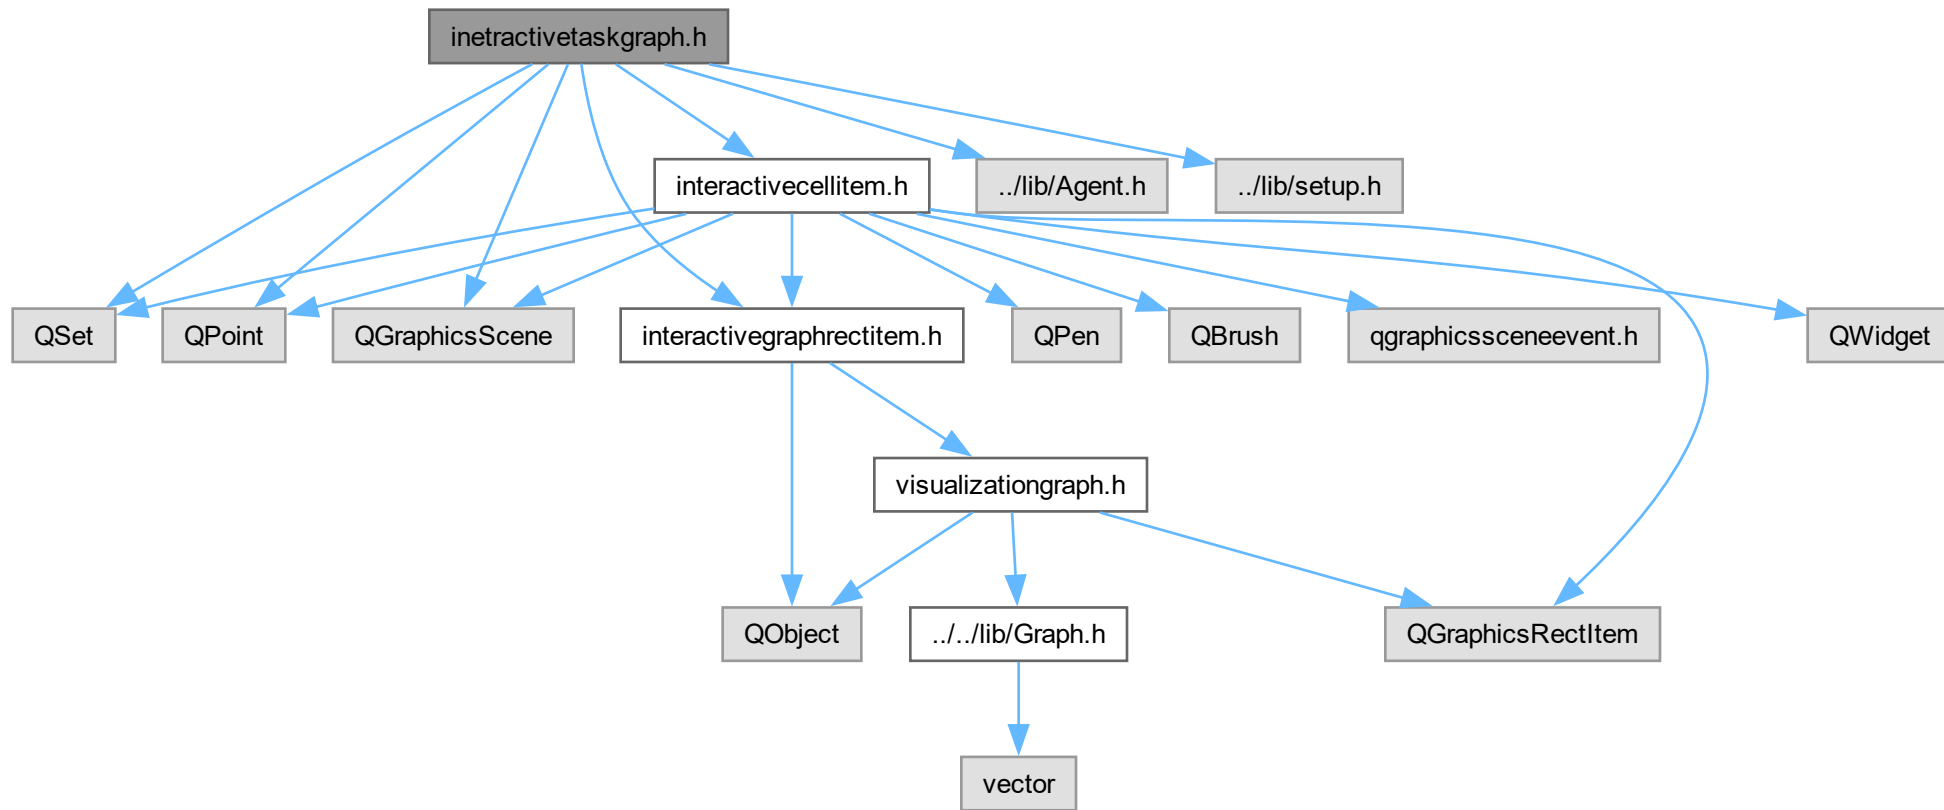 inetractivetaskgraph.h
interactivecellitem.h
../lib/Agent.h
../lib/setup.h
QSet
QPoint
QGraphicsScene
interactivegraphrectitem.h
QPen
QBrush
qgraphicssceneevent.h
QWidget
visualizationgraph.h
QObject
../../lib/Graph.h
QGraphicsRectItem
vector